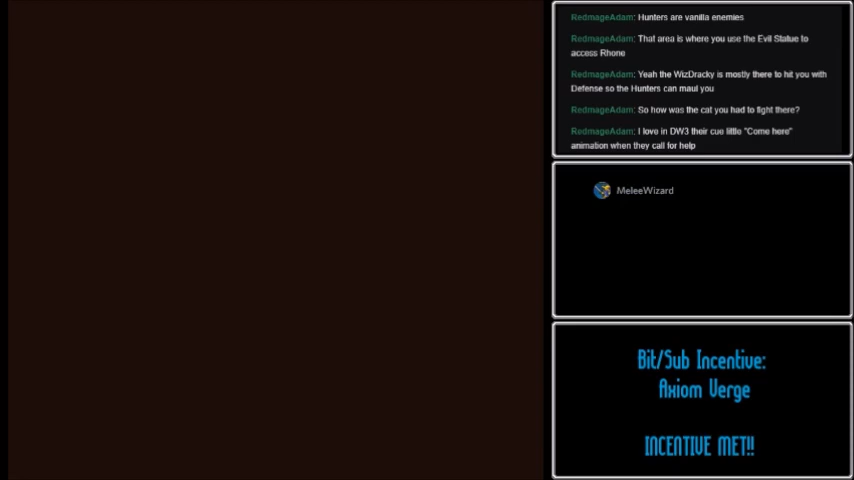 RedmageAdam: Hunters are vanilla enemies
RedmageAdam: That area is where you use the Evil Statue to
access Rhone
RedmageAdam: Yeah the WizDracky is mostly there to hit you with
Defense so the Hunters can maul you
RedmageAdam: So how was the cat you had to fight there?
RedmageAdam: I love in DW3 their cue little "Come here"
animation when they call for help
MeleeWizard
Bit/Sub Incentive:
Axiom Verge
INCENTIVE MET!!